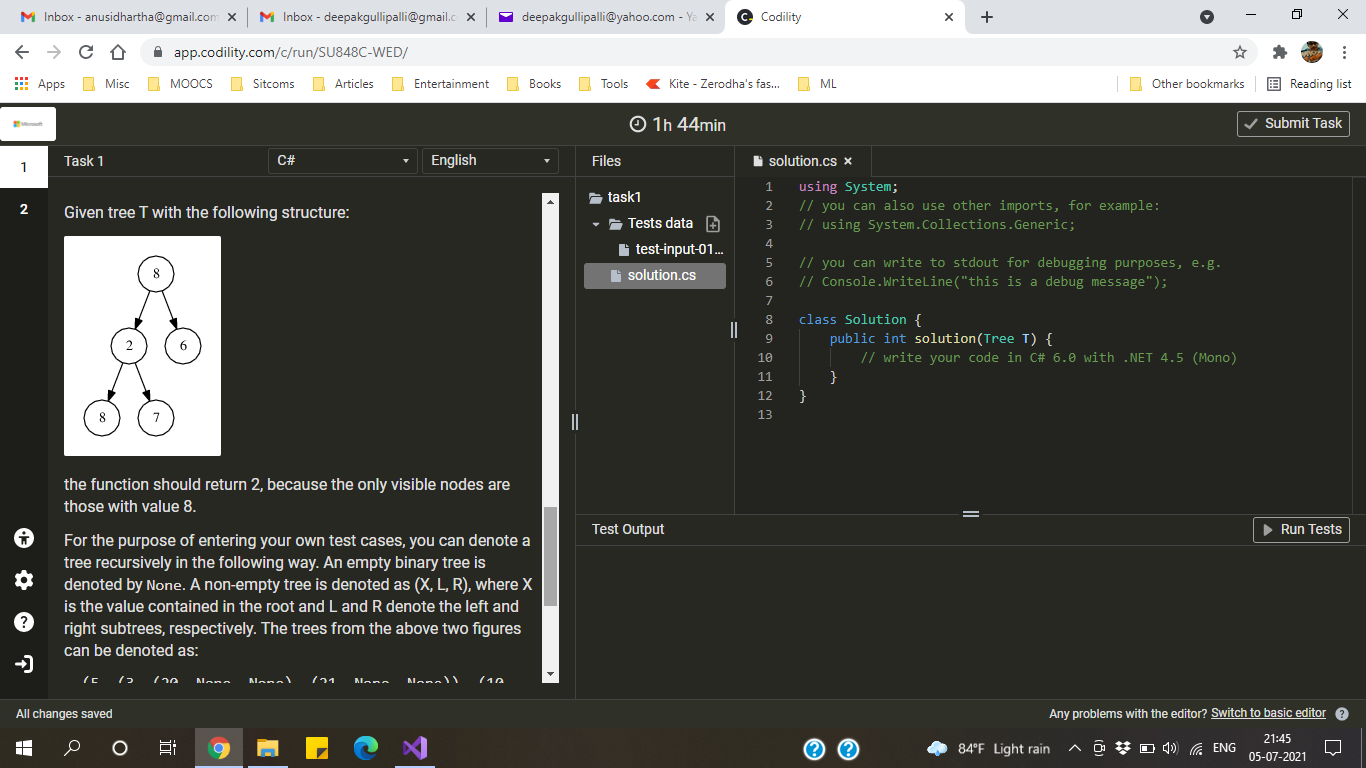 Inbox - anusidhartha@gmail.com
Inbox - deepakgullipalli@gmail.c
deepakgullipalli@yahoo.com - Ya
Codility
app.codility.com/c/run/SU848C-WED/
Apps Misc MOOCS Sitcoms Articles Entertainment Books Tools Kite - Zerodha's fas... ML Other bookmarks Reading list
Microsoft
1h 44min
Submit Task
1
2
Task 1
C#
English
Given tree T with the following structure:
8
2 6
8 7
the function should return 2, because the only visible nodes are
those with value 8.
For the purpose of entering your own test cases, you can denote a
tree recursively in the following way. An empty binary tree is
denoted by None. A non-empty tree is denoted as (X, L, R), where X
is the value contained in the root and L and R denote the left and
right subtrees, respectively. The trees from the above two figures
can be denoted as:
(5, (3, (20, None, None), (21, None, None)), (10,
Files
task1
Tests data
test-input-01...
solution.cs
solution.cs
1 using System;
2 // you can also use other imports, for example:
3 // using System.Collections.Generic;
4
5 // you can write to stdout for debugging purposes, e.g.
6 // Console.WriteLine("this is a debug message");
7
8 class Solution {
9 public int solution(Tree T) {
10 // write your code in C# 6.0 with .NET 4.5 (Mono)
11 }
12 }
13
Test Output
Run Tests
All changes saved
Any problems with the editor? Switch to basic editor
84°F Light rain
ENG
21:45
05-07-2021